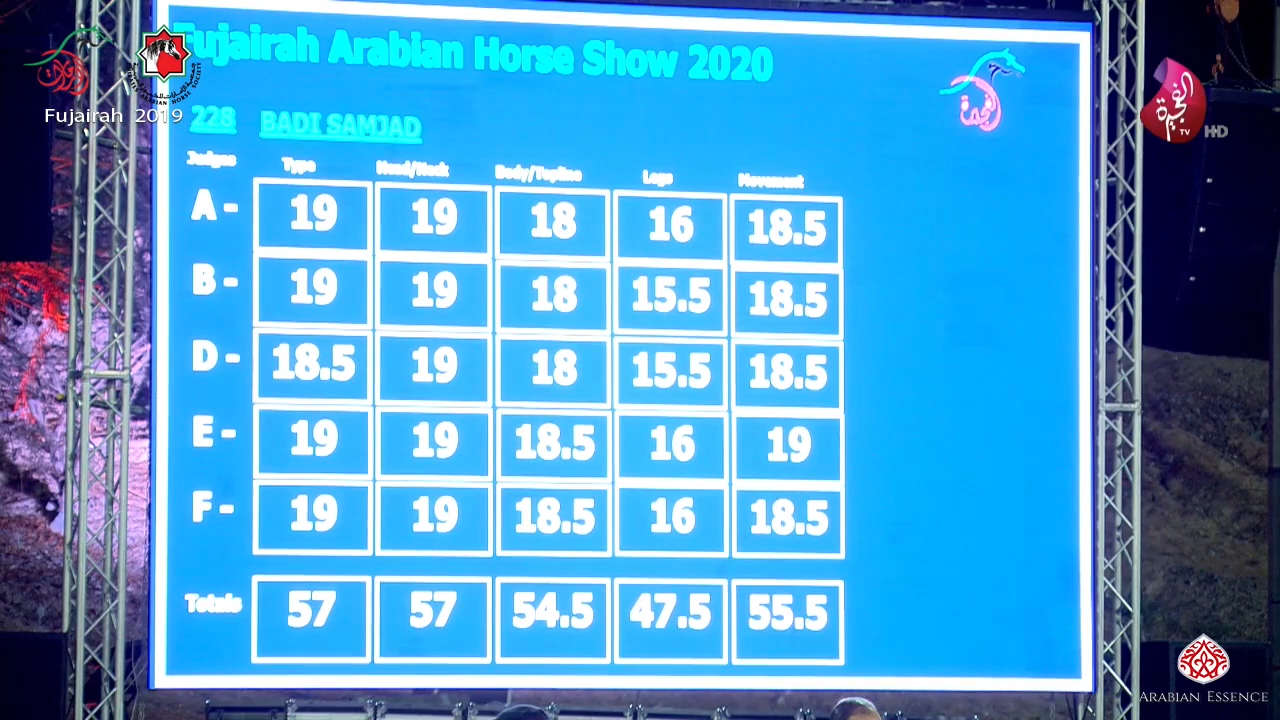 Fujairah Arabian Horse Show 2020
Fujairah 2019
228 BADI SAMJAD
Judges Type Head/Neck Body/Topline Legs Movement
A - 19 19 18 16 18.5
B - 19 19 18 15.5 18.5
D - 18.5 19 18 15.5 18.5
E - 19 19 18.5 16 19
F - 19 19 18.5 16 18.5
Totals 57 57 54.5 47.5 55.5
الفجيرة
TV HD
ARABIAN ESSENCE